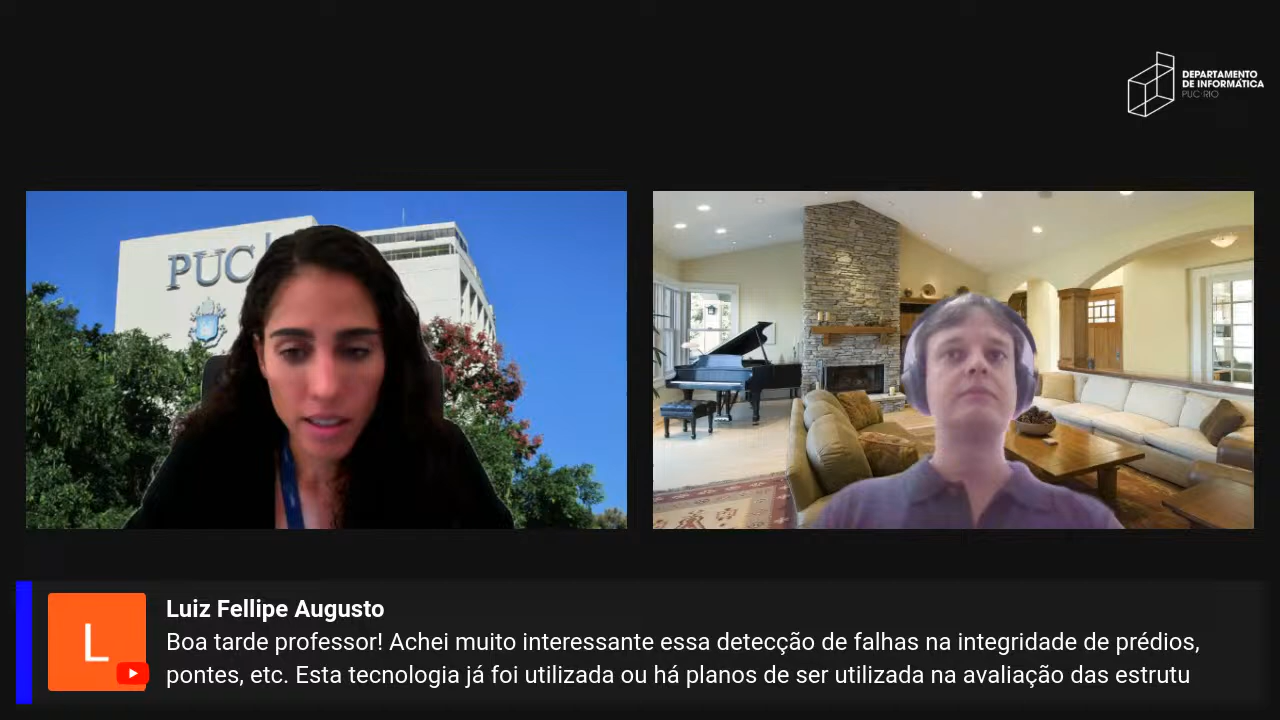 DEPARTAMENTO
DE INFORMÁTICA
PUC-RIO
PUC
L
Luiz Fellipe Augusto
Boa tarde professor! Achei muito interessante essa detecção de falhas na integridade de prédios,
pontes, etc. Esta tecnologia já foi utilizada ou há planos de ser utilizada na avaliação das estrutu